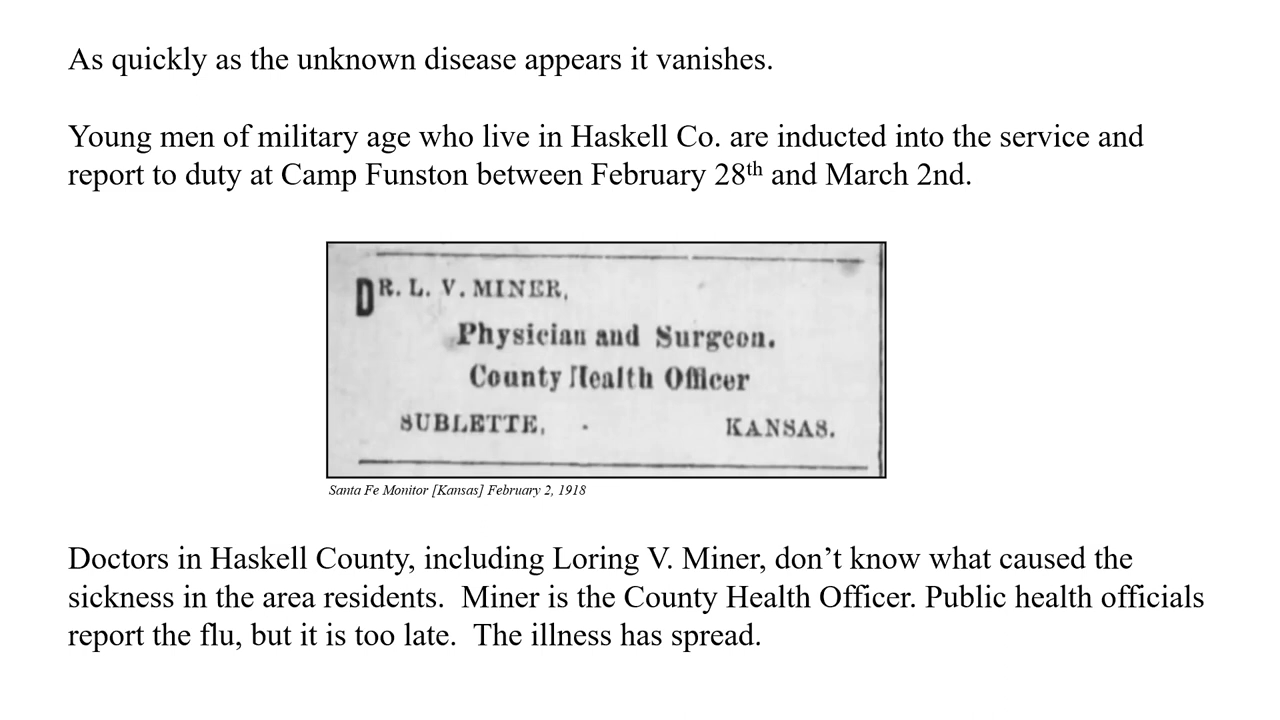 As quickly as the unknown disease appears it vanishes.
Young men of military age who live in Haskell Co. are inducted into the service and
report to duty at Camp Funston between February 28th and March 2nd.
DR. L. V. MINER,
Physician and Surgeon.
County Health Officer
SUBLETTE, - KANSAS.
Santa Fe Monitor [Kansas] February 2, 1918
Doctors in Haskell County, including Loring V. Miner, don’t know what caused the
sickness in the area residents.  Miner is the County Health Officer. Public health officials
report the flu, but it is too late.  The illness has spread.